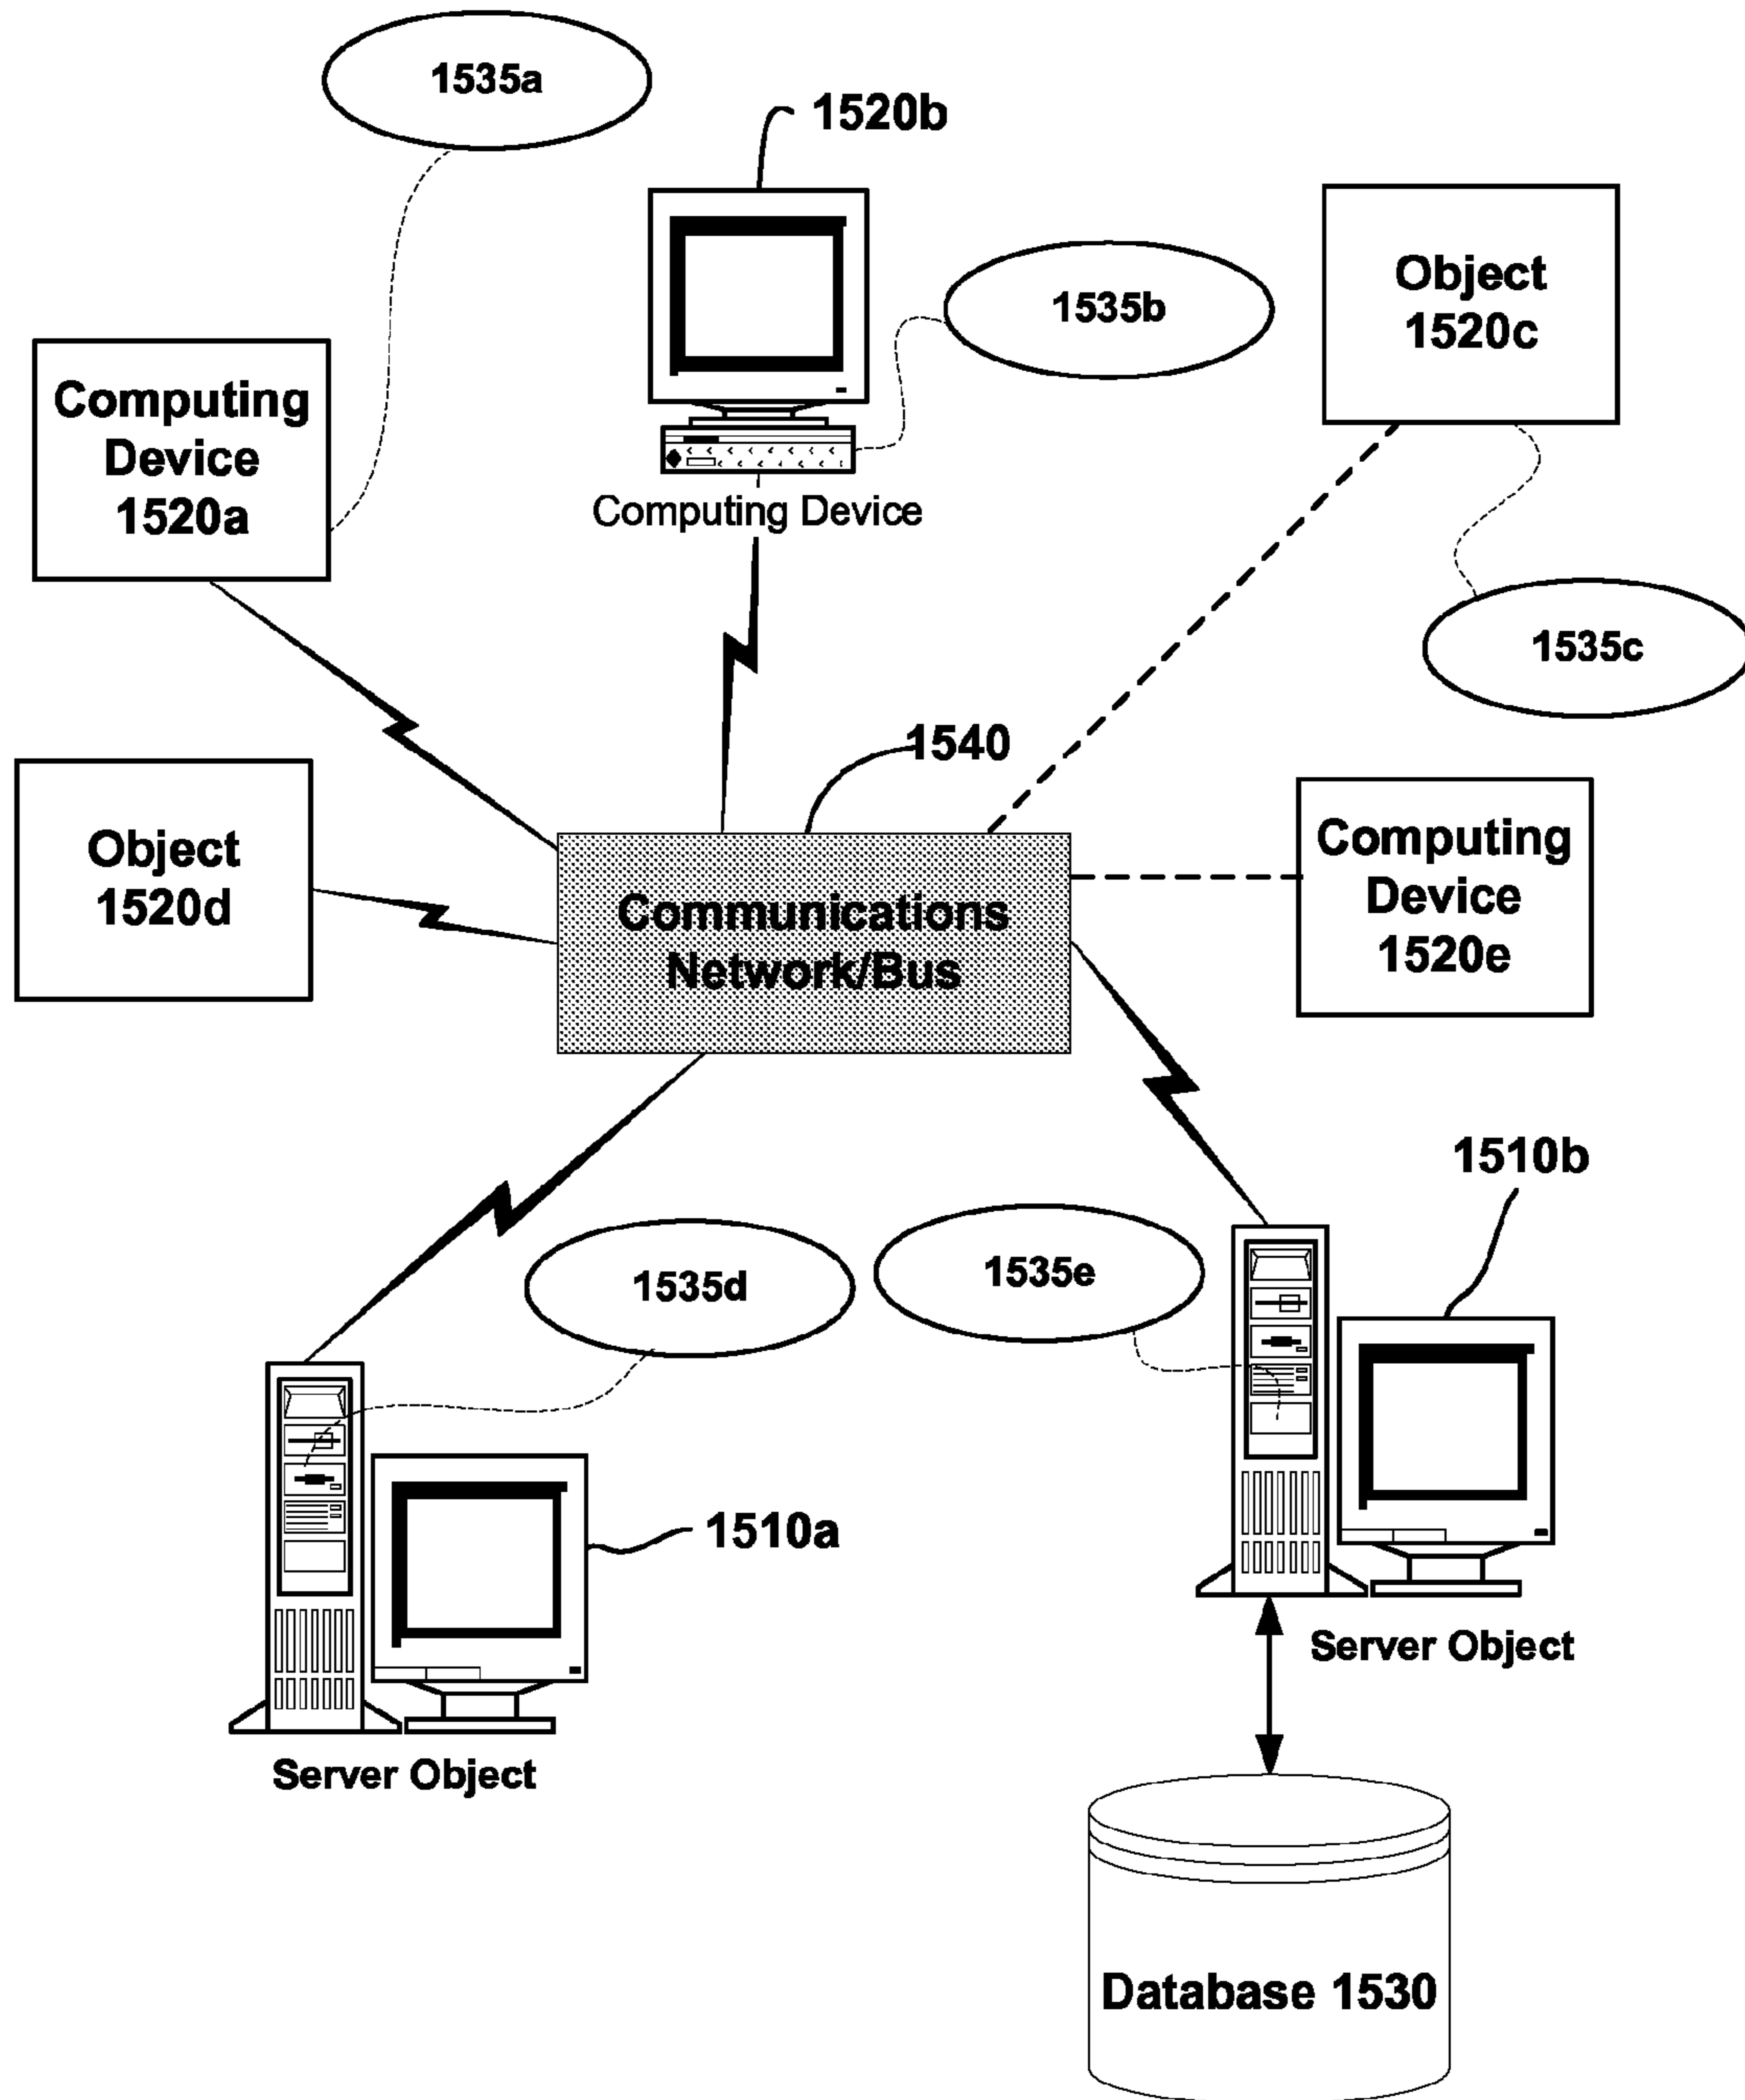 1535a
1520b
Object
1520c
1535b
Computing
Device
1520a
Computing Device
1535c
1540
Object
1520d
Computing
Device
1520e
Communications
Network/Bus
1510b
1535d
1535e
1510a
Server Object
Server Object
Database 1530